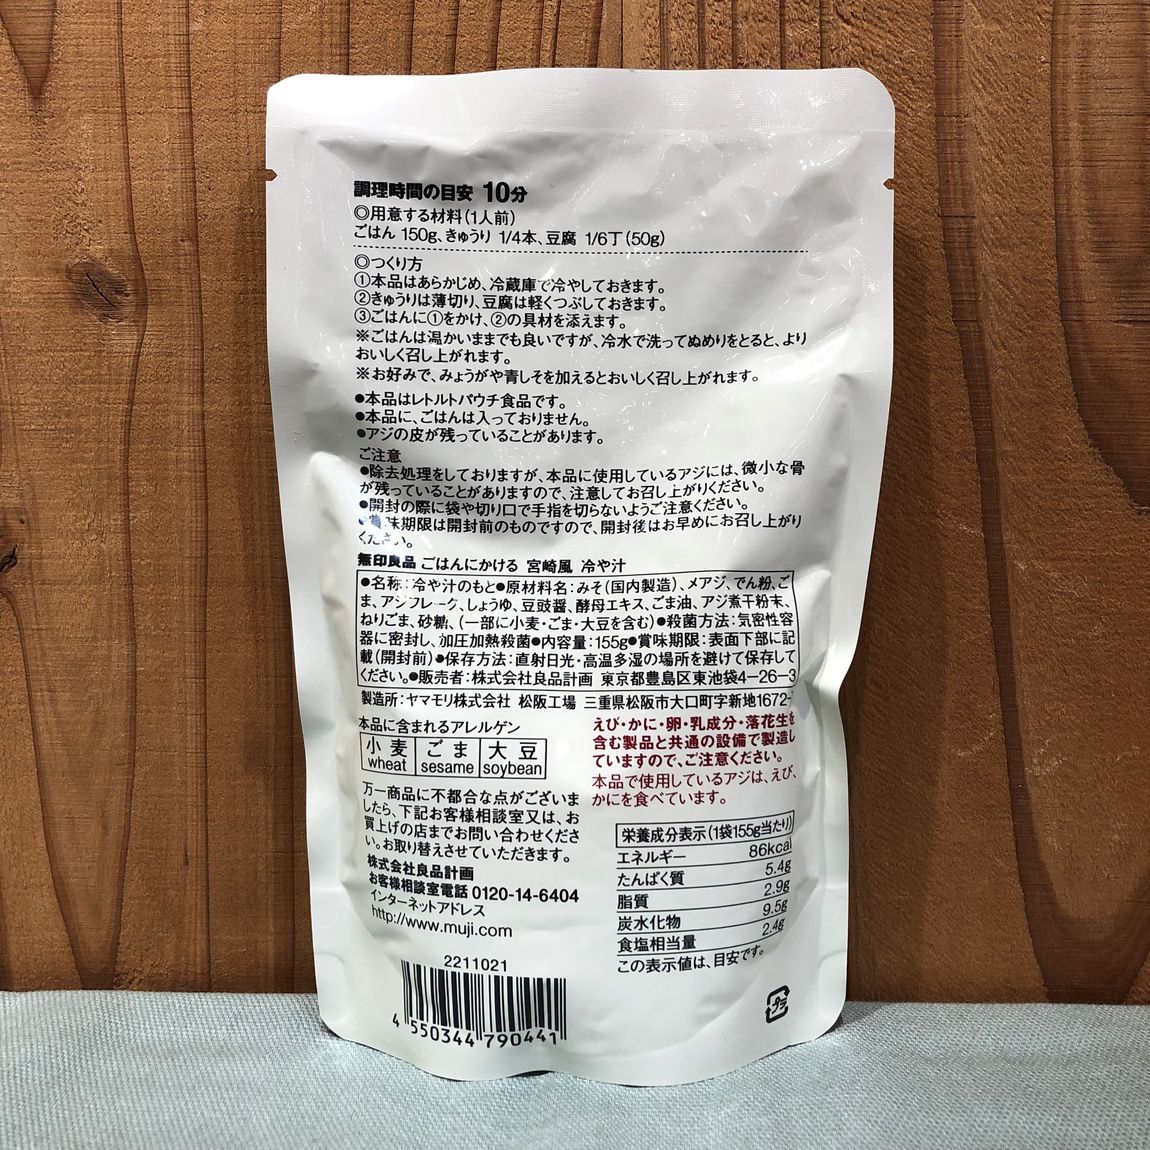 調理時間の目安 10分
◎用意する材料(1人前)
ごはん 150g、きゅうり 1/4本、豆腐 1/6丁(50g)
◎つくり方
①本品はあらかじめ、冷蔵庫で冷やしておきます。
②きゅうりは薄切り、豆腐は軽くつぶしておきます。
③ごはんに①をかけ、②の具材を添えます。
※ごはんは温かいままでも良いですが、冷水で洗ってぬめりをとると、より
おいしく召し上がれます。
※お好みで、みょうがや青しそを加えるとおいしく召し上がれます。
●本品はレトルトパウチ食品です。
●本品に、ごはんは入っておりません。
●アジの皮が残っていることがあります。
ご注意
●除去処理をしておりますが、本品に使用しているアジには、微小な骨
が残っていることがありますので、注意してお召し上がりください。
●開封の際に袋や切り口で手指を切らないようご注意ください。
●賞味期限は開封前のものですので、開封後はお早めにお召し上がり
ください。
無印良品 ごはんにかける 宮崎風 冷や汁
●名称:冷や汁のもと●原材料名:みそ(国内製造)、メアジ、でん粉、ご
ま、アジフレーク、しょうゆ、豆豉醤、酵母エキス、ごま油、アジ煮干粉末、
ねりごま、砂糖、(一部に小麦・ごま・大豆を含む)●殺菌方法:気密性容
器に密封し、加圧加熱殺菌●内容量:155g●賞味期限:表面下部に記
載(開封前)●保存方法:直射日光・高温多湿の場所を避けて保存して
ください。●販売者:株式会社良品計画 東京都豊島区東池袋4-26-3
製造所:ヤマモリ株式会社 松阪工場 三重県松阪市大口町字新地1672-
本品に含まれるアレルゲン
小麦 ごま 大豆
wheat sesame soybean
えび・かに・卵・乳成分・落花生を
含む製品と共通の設備で製造し
ていますので、ご注意ください。
本品で使用しているアジは、えび、
かにを食べています。
万一商品に不都合な点がございま
したら、下記お客様相談室又は、お
買上げの店までお問い合わせくださ
い。お取り替えさせていただきます。
株式会社良品計画
お客様相談室電話 0120-14-6404
インターネットアドレス
http://www.muji.com
栄養成分表示(1袋155g当たり)
エネルギー 86kcal
たんぱく質 5.4g
脂質 2.9g
炭水化物 9.5g
食塩相当量 2.4g
この表示値は、目安です。
2211021
4 550344 790441
プラ